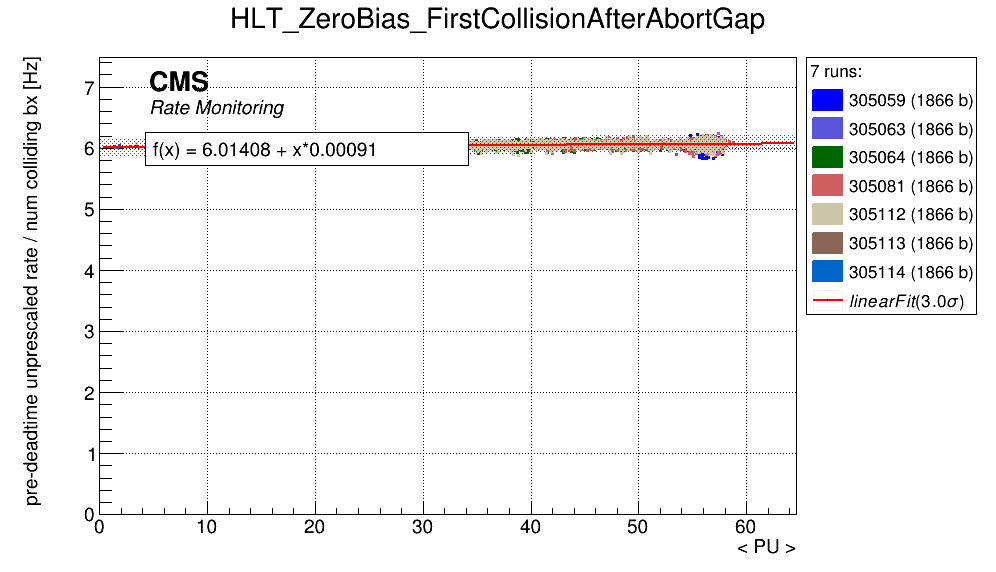 HLT_ZeroBias_FirstCollisionAfterAbortGap
pre-deadtime unprescaled rate / num colliding bx [Hz]
CMS
Rate Monitoring
f(x) = 6.01408 + x*0.00091
7
6
5
4
3
2
1
0
0 10 20 30 40 50 60
< PU >
7 runs:
305059 (1866 b)
305063 (1866 b)
305064 (1866 b)
305081 (1866 b)
305112 (1866 b)
305113 (1866 b)
305114 (1866 b)
linearFit(3.0σ)